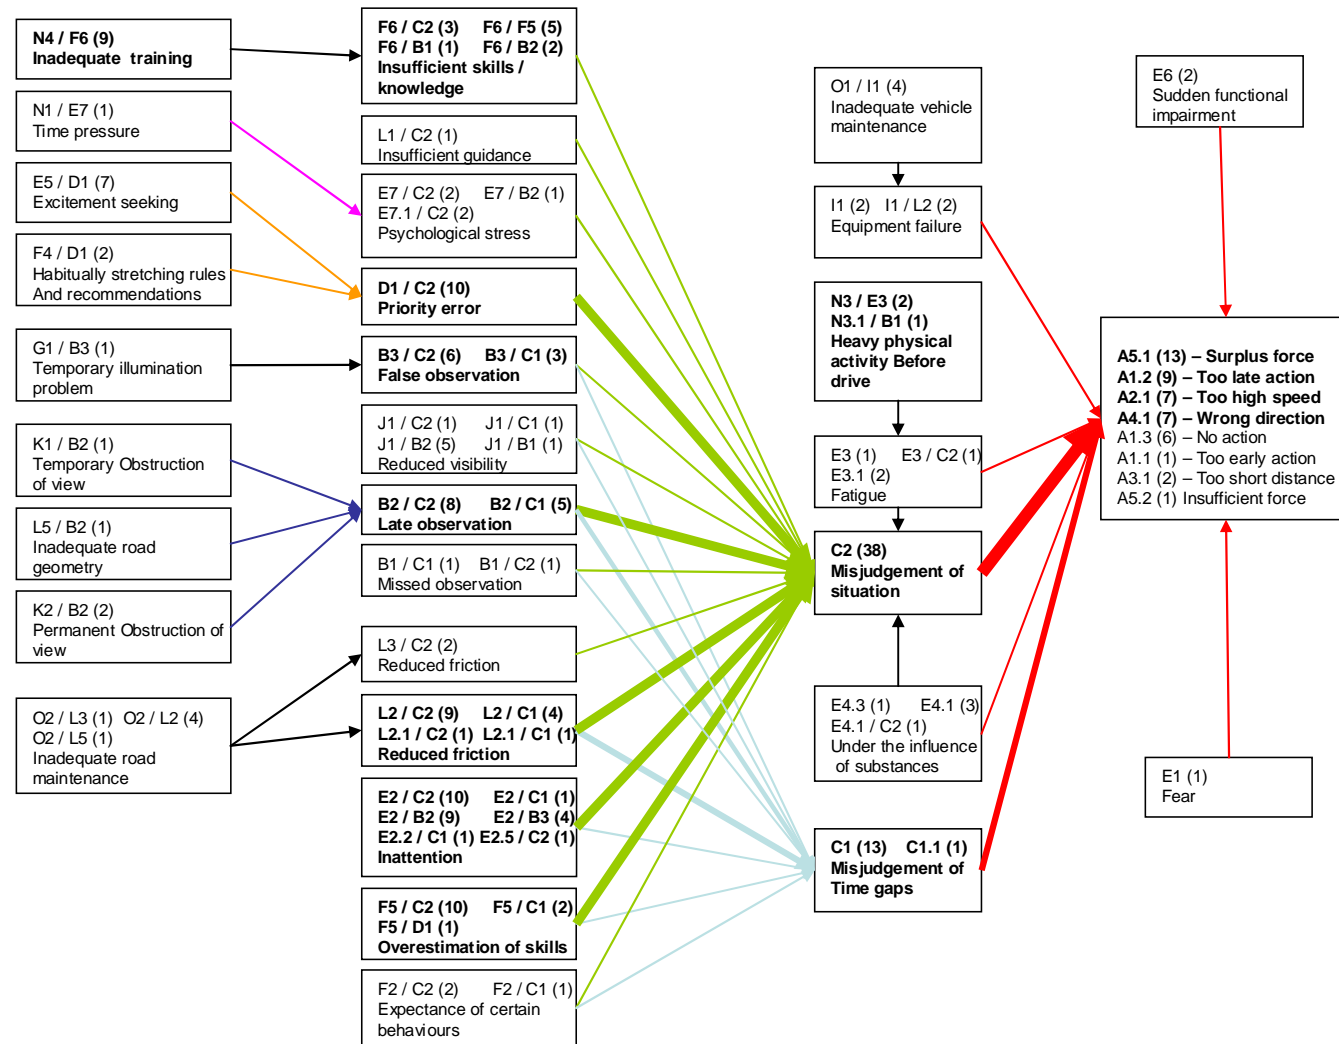 N4 / F6 (9)
Inadequate training
N1 / E7 (1)
Time pressure
E5 / D1 (7)
Excitement seeking
F4 / D1 (2)
Habitually stretching rules
And recommendations
G1 / B3 (1)
Temporary illumination
problem
K1 / B2 (1)
Temporary Obstruction
of view
L5 / B2 (1)
Inadequate road
geometry
K2 / B2 (2)
Permanent Obstruction of
view
O2 / L3 (1) O2 / L2 (4)
O2 / L5 (1)
Inadequate road
maintenance
F6 / C2 (3) F6 / F5 (5)
F6 / B1 (1) F6 / B2 (2)
Insufficient skills /
knowledge
L1 / C2 (1)
Insufficient guidance
E7 / C2 (2) E7 / B2 (1)
E7.1 / C2 (2)
Psychological stress
D1 / C2 (10)
Priority error
B3 / C2 (6) B3 / C1 (3)
False observation
J1 / C2 (1) J1 / C1 (1)
J1 / B2 (5) J1 / B1 (1)
Reduced visibility
B2 / C2 (8) B2 / C1 (5)
Late observation
B1 / C1 (1) B1 / C2 (1)
Missed observation
L3 / C2 (2)
Reduced friction
L2 / C2 (9) L2 / C1 (4)
L2.1 / C2 (1) L2.1 / C1 (1)
Reduced friction
E2 / C2 (10) E2 / C1 (1)
E2 / B2 (9) E2 / B3 (4)
E2.2 / C1 (1) E2.5 / C2 (1)
Inattention
F5 / C2 (10) F5 / C1 (2)
F5 / D1 (1)
Overestimation of skills
F2 / C2 (2) F2 / C1 (1)
Expectance of certain
behaviours
O1 / I1 (4)
Inadequate vehicle
maintenance
I1 (2) I1 / L2 (2)
Equipment failure
N3 / E3 (2)
N3.1 / B1 (1)
Heavy physical
activity Before
drive
E3 (1) E3 / C2 (1)
E3.1 (2)
Fatigue
C2 (38)
Misjudgement of
situation
E4.3 (1) E4.1 (3)
E4.1 / C2 (1)
Under the influence
of substances
C1 (13) C1.1 (1)
Misjudgement of
Time gaps
E6 (2)
Sudden functional
impairment
A5.1 (13) – Surplus force
A1.2 (9) – Too late action
A2.1 (7) – Too high speed
A4.1 (7) – Wrong direction
A1.3 (6) – No action
A1.1 (1) – Too early action
A3.1 (2) – Too short distance
A5.2 (1) Insufficient force
E1 (1)
Fear